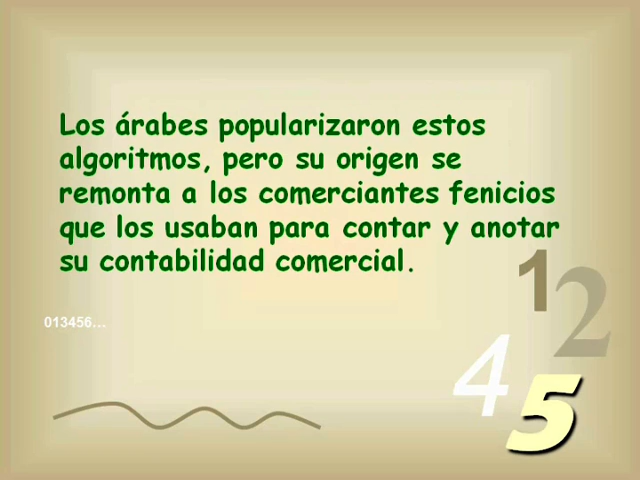 Los árabes popularizaron estos
algoritmos, pero su origen se
remonta a los comerciantes fenicios
que los usaban para contar y anotar
su contabilidad comercial.
013456...
1
2
4
5